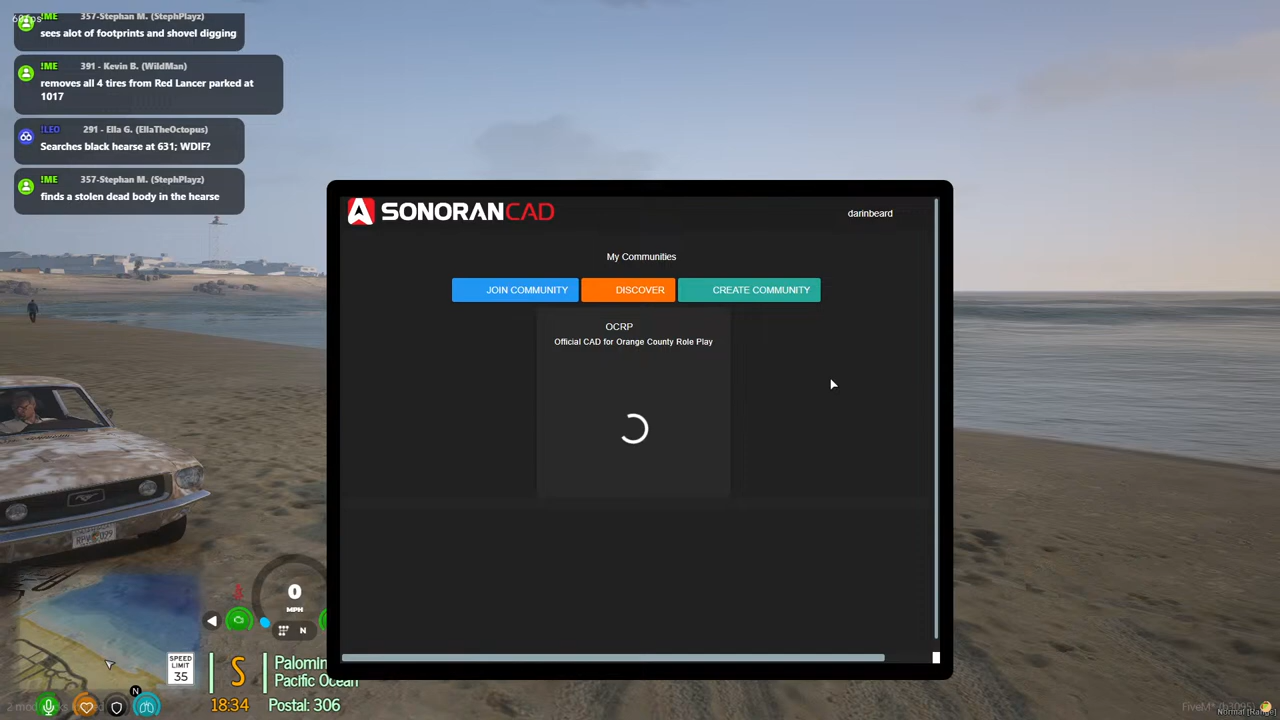 !ME 357-Stephan M. (StephPlayz)
sees alot of footprints and shovel digging
!ME 391 - Kevin B. (WildMan)
removes all 4 tires from Red Lancer parked at
1017
!LEO 291 - Ella G. (EllaTheOctopus)
Searches black hearse at 631; WDIF?
!ME 357-Stephan M. (StephPlayz)
finds a stolen dead body in the hearse
SONORANCAD
darinbeard
My Communities
JOIN COMMUNITY
DISCOVER
CREATE COMMUNITY
OCRP
Official CAD for Orange County Role Play
0
MPH
N
SPEED
LIMIT
35
S
Palomin
Pacific Ocean
18:34
Postal: 306
N
Normal [Range]